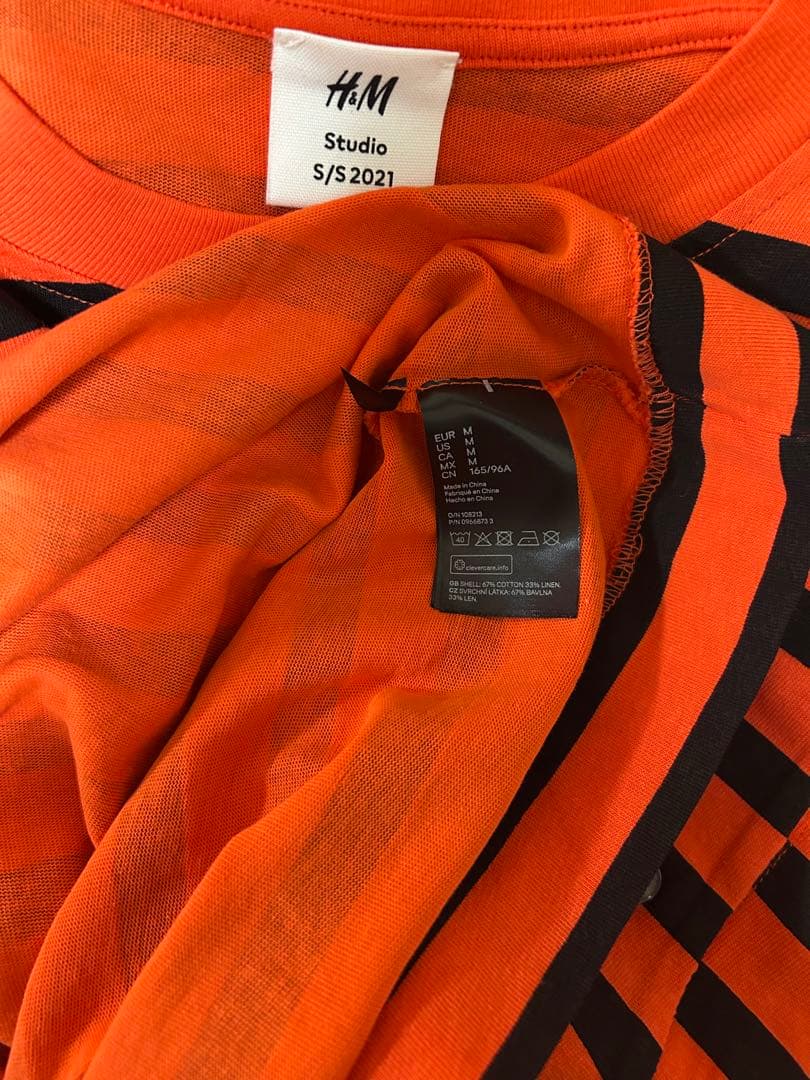 H&M
Studio
S/S 2021
EUR M
US M
CA M
MX M
CN 165/96A
Made in China
Fabriqué en China
Hecho en China
O/N 108213
P/N 0966873 3
40
clevercare.info
GB SHELL: 67% COTTON 33% LINEN.
CZ SVRCHNÍ LÁTKA: 67% BAVLNA
33% LEN.